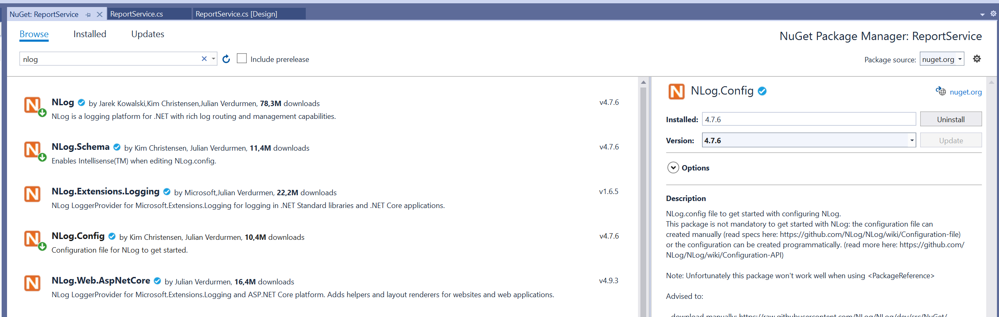 NuGet: ReportService
ReportService.cs
ReportService.cs [Design]
Browse
Installed
Updates
NuGet Package Manager: ReportService
nlog
Include prerelease
Package source: nuget.org
NLog by Jarek Kowalski,Kim Christensen,Julian Verdurmen, 78,3M downloads
v4.7.6
NLog is a logging platform for .NET with rich log routing and management capabilities.
NLog.Schema by Kim Christensen, Julian Verdurmen, 11,4M downloads
v4.7.6
Enables Intellisense(TM) when editing NLog.config.
NLog.Extensions.Logging by Microsoft,Julian Verdurmen, 22,2M downloads
v1.6.5
NLog LoggerProvider for Microsoft.Extensions.Logging for logging in .NET Standard libraries and .NET Core applications.
NLog.Config by Kim Christensen, Julian Verdurmen, 10,4M downloads
v4.7.6
Configuration file for NLog to get started.
NLog.Web.AspNetCore by Julian Verdurmen, 16,4M downloads
v4.9.3
NLog LoggerProvider for Microsoft.Extensions.Logging and ASP.NET Core platform. Adds helpers and layout renderers for websites and web applications.
NLog.Config
nuget.org
Installed: 4.7.6
Uninstall
Version: 4.7.6
Update
Options
Description
NLog.config file to get started with configuring NLog.
This package is not mandatory to get started with NLog: the configuration file can
created manually (read specs here: https://github.com/NLog/NLog/wiki/Configuration-file)
or the configuration can be created programmatically. (read more here: https://github.com/
NLog/NLog/wiki/Configuration-API)
Note: Unfortunately this package won't work well when using <PackageReference>
Advised to:
- download manually: https://raw.githubusercontent.com/NLog/NLog/dev/src/NuGet/